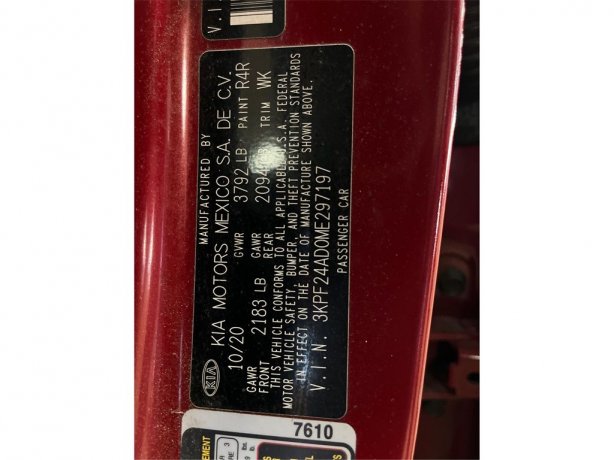 V.I.
MANUFACTURED BY
KIA MOTORS MEXICO S.A. DE C.V.
10/20 GVWR 3792 LB PAINT R4R
GAWR FRONT 2183 LB GAWR REAR TRIM WK
THIS VEHICLE CONFORMS TO ALL APPLICABLE U.S.A. FEDERAL
MOTOR VEHICLE SAFETY, BUMPER, AND THEFT PREVENTION STANDARDS
IN EFFECT ON THE DATE OF MANUFACTURE SHOWN ABOVE.
V.I.N. 3KPF24AD0ME297197
PASSENGER CAR
KIA
7610